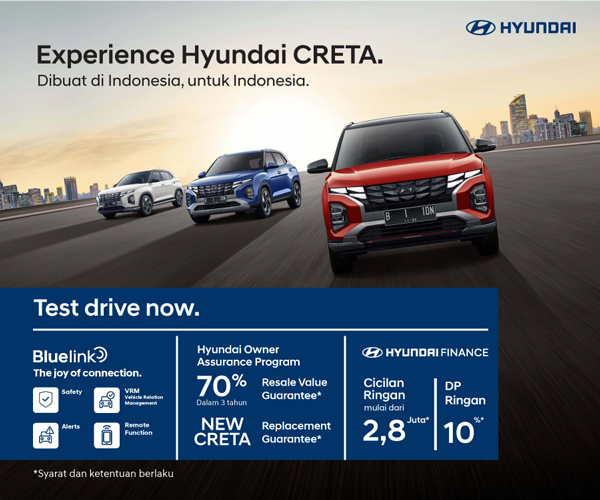 HYUNDAI
Experience Hyundai CRETA.
Dibuat di Indonesia, untuk Indonesia.
B 1 IDN
Test drive now.
Bluelink
The joy of connection.
Safety
VRM
Vehicle Relation
Management
Alerts
Remote
Function
Hyundai Owner
Assurance Program
70%
Dalam 3 tahun
Resale Value
Guarantee*
NEW
CRETA
Replacement
Guarantee*
HYUNDAI FINANCE
Cicilan
Ringan
mulai dari
2,8 Juta*
DP
Ringan
10%*
*Syarat dan ketentuan berlaku